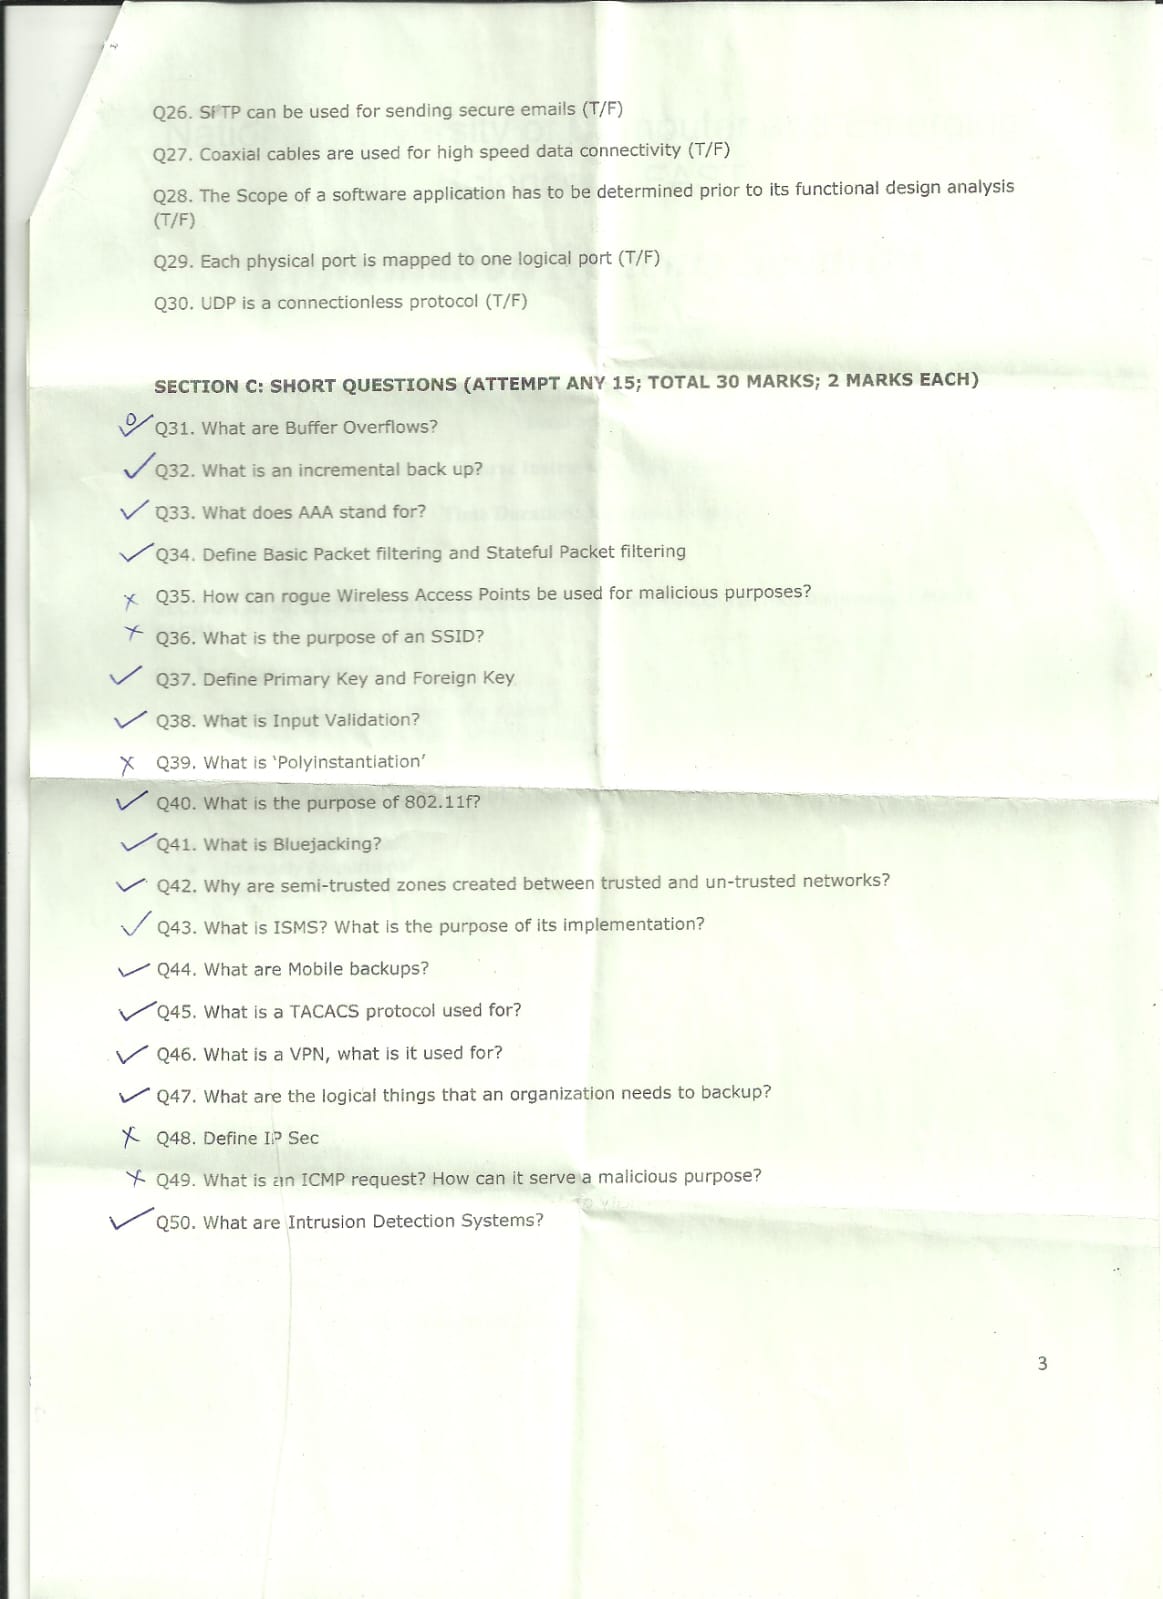 Q26. SFTP can be used for sending secure emails (T/F)
Q27. Coaxial cables are used for high speed data connectivity (T/F)
Q28. The Scope of a software application has to be determined prior to its functional design analysis
(T/F)
Q29. Each physical port is mapped to one logical port (T/F)
Q30. UDP is a connectionless protocol (T/F)
SECTION C: SHORT QUESTIONS (ATTEMPT ANY 15; TOTAL 30 MARKS; 2 MARKS EACH)
Q31. What are Buffer Overflows?
Q32. What is an incremental back up?
Q33. What does AAA stand for?
Q34. Define Basic Packet filtering and Stateful Packet filtering
Q35. How can rogue Wireless Access Points be used for malicious purposes?
Q36. What is the purpose of an SSID?
Q37. Define Primary Key and Foreign Key
Q38. What is Input Validation?
Q39. What is ‘Polyinstantiation’
Q40. What is the purpose of 802.11f?
Q41. What is Bluejacking?
Q42. Why are semi-trusted zones created between trusted and un-trusted networks?
Q43. What is ISMS? What is the purpose of its implementation?
Q44. What are Mobile backups?
Q45. What is a TACACS protocol used for?
Q46. What is a VPN, what is it used for?
Q47. What are the logical things that an organization needs to backup?
Q48. Define IP Sec
Q49. What is an ICMP request? How can it serve a malicious purpose?
Q50. What are Intrusion Detection Systems?
3